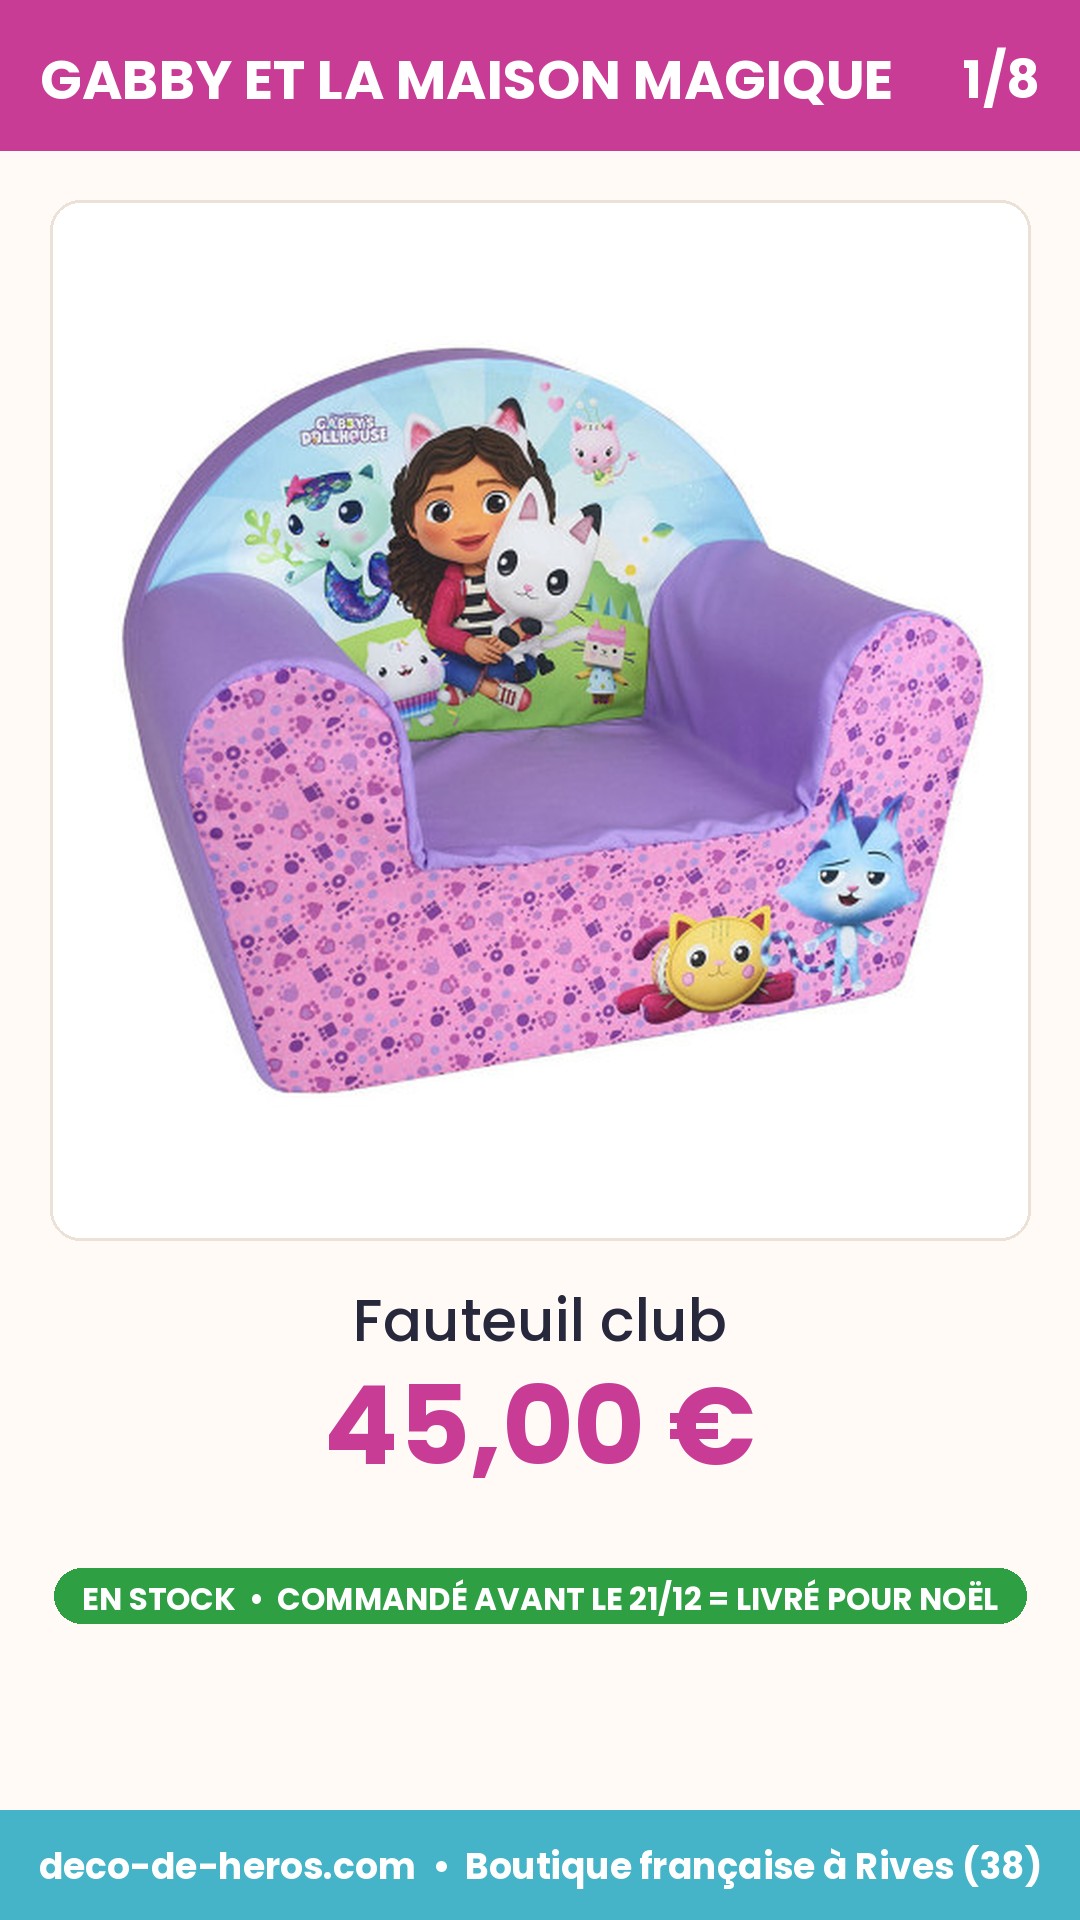 GABBY ET LA MAISON MAGIQUE 1/8
GABBY'S
DOLLHOUSE
Fauteuil club
45,00 €
EN STOCK • COMMANDÉ AVANT LE 21/12 = LIVRÉ POUR NOËL
deco-de-heros.com • Boutique française à Rives (38)